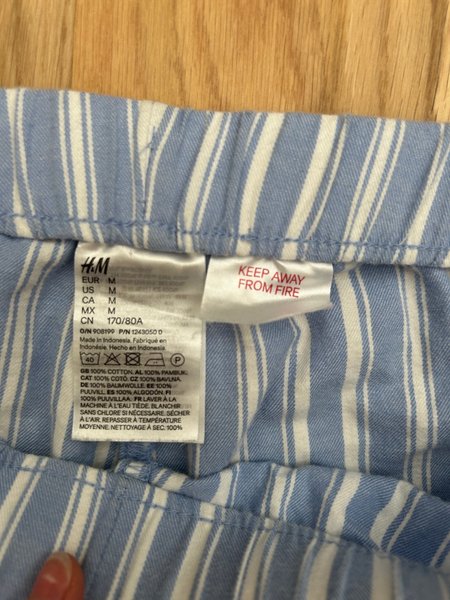 H&M
EUR M
US M
CA M
MX M
CN 170/80A
O/N 908199 P/N 1243050 D
Made in Indonesia. Fabriqué en
Indonésie. Hecho en Indonesia.
40 P
GB 100% COTTON. AL 100% PAMBUK.
CAT 100% COTÓ. CZ 100% BAVLNA.
DE 100% BAUMWOLLE. EE 100%
PUUVILL. ES 100% ALGODÓN. FI
100% PUUVILLAA: FR LAVER À LA
MACHINE À L'EAU TIÈDE. BLANCHIR
SANS CHLORE SI NÉCESSAIRE. SÉCHER
À L'AIR. REPASSER À TEMPÉRATURE
MOYENNE. NETTOYAGE À SEC. 100%
KEEP AWAY
FROM FIRE